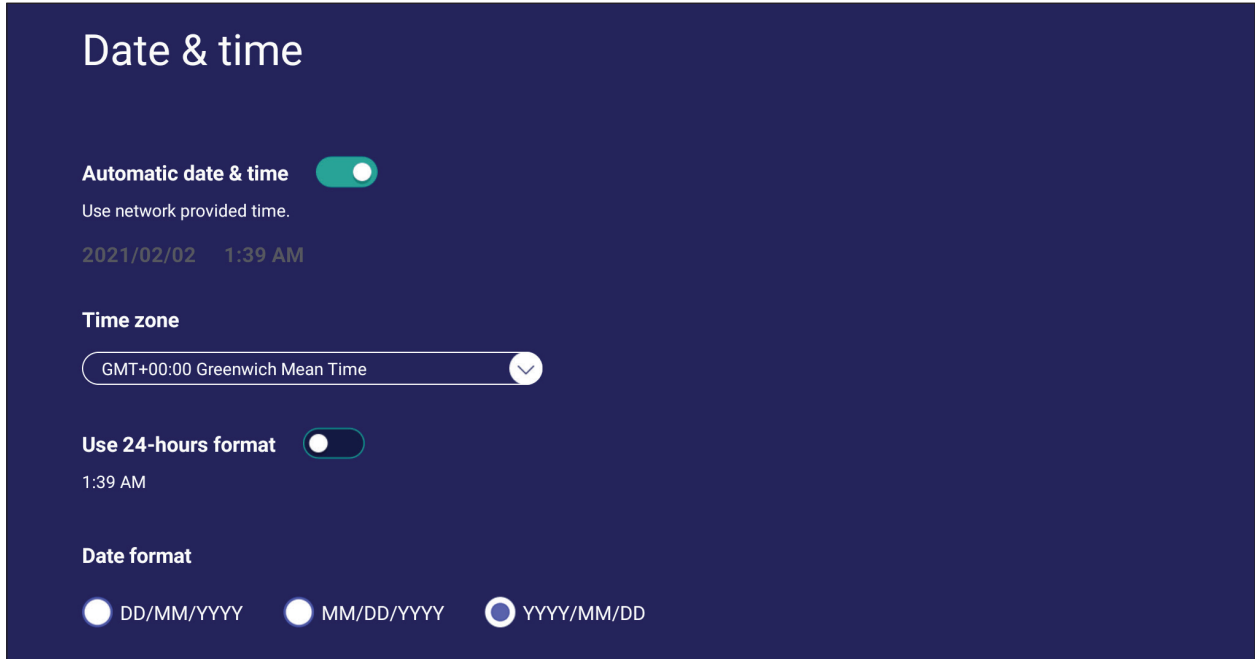 Date & time
Automatic date & time
Use network provided time.
2021/02/02 1:39 AM
Time zone
GMT+00:00 Greenwich Mean Time
Use 24-hours format
1:39 AM
Date format
DD/MM/YYYY MM/DD/YYYY YYYY/MM/DD